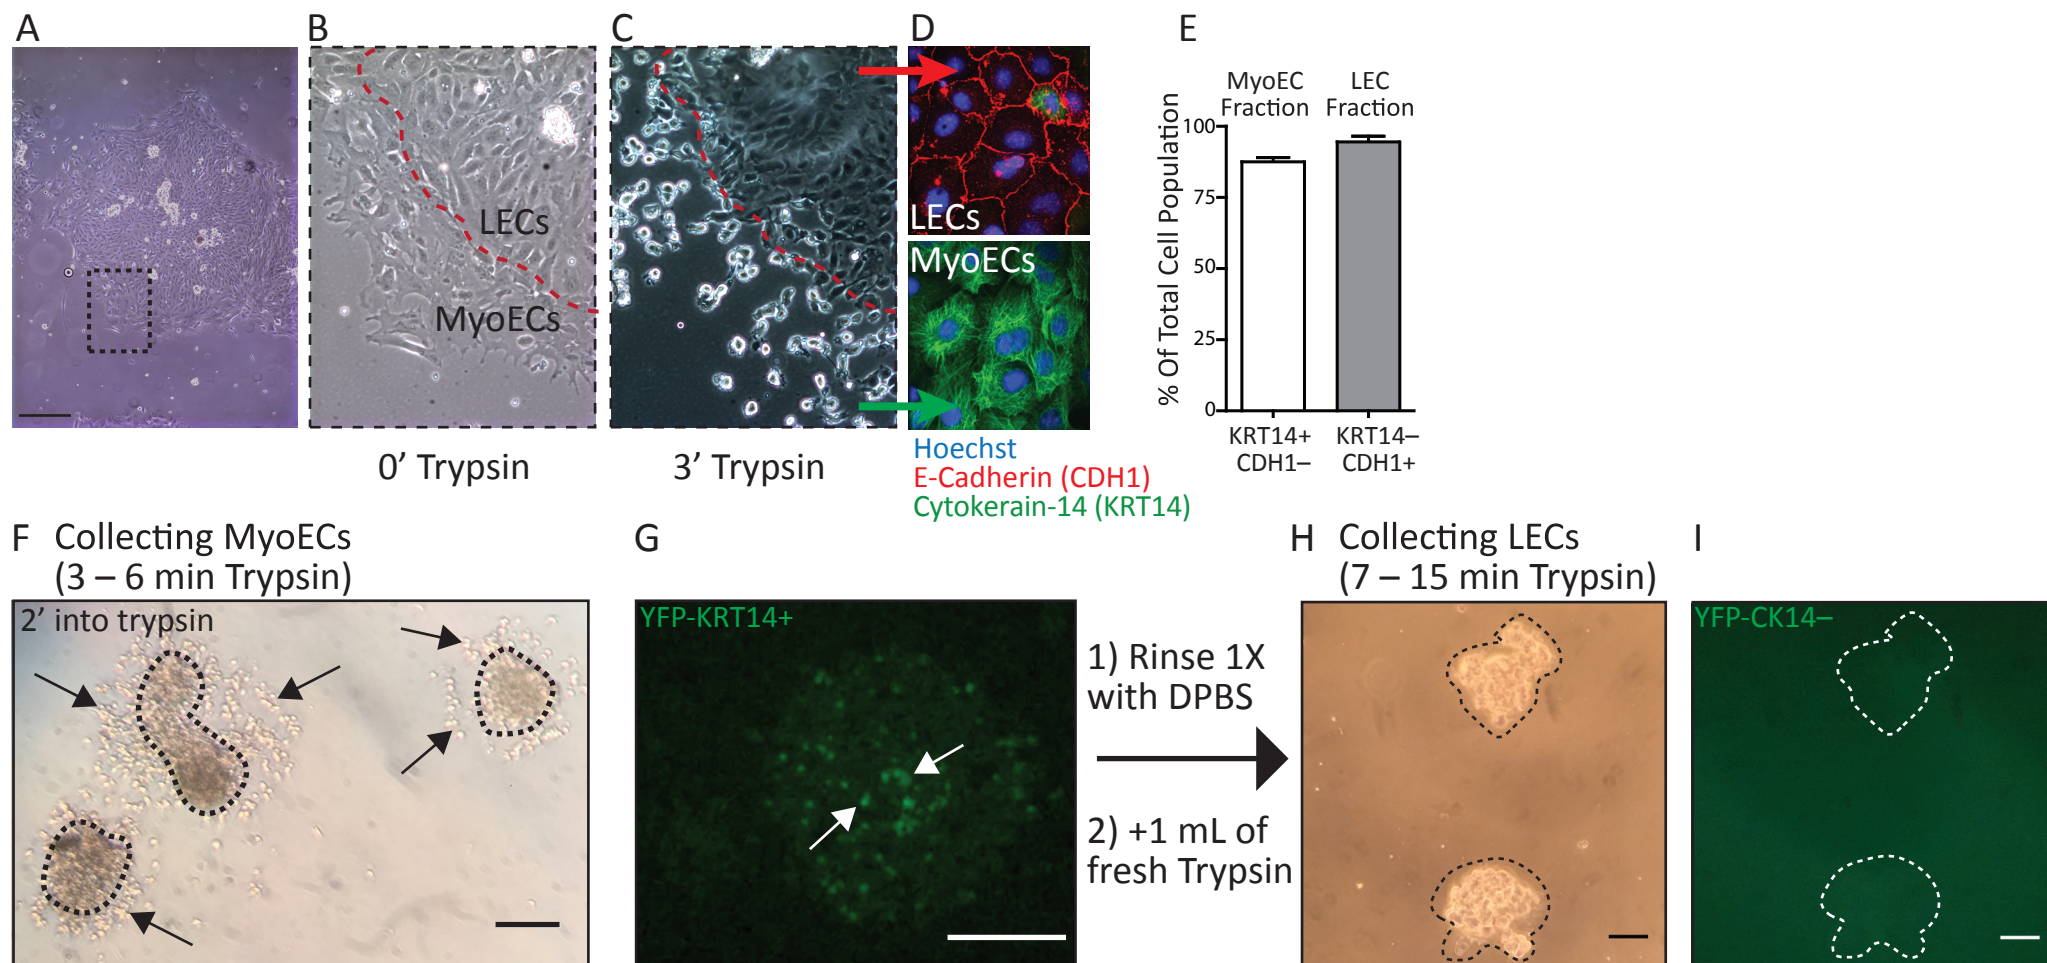 A
B
C
D
E
LECs
MyoECs
0’ Trypsin
3’ Trypsin
LECs
MyoECs
Hoechst
E-Cadherin (CDH1)
Cytokerain-14 (KRT14)
MyoEC
Fraction
LEC
Fraction
% Of Total Cell Population
100
75
50
25
0
KRT14+
CDH1–
KRT14–
CDH1+
F Collecting MyoECs
(3 – 6 min Trypsin)
2’ into trypsin
G
YFP-KRT14+
1) Rinse 1X
with DPBS
2) +1 mL of
fresh Trypsin
H Collecting LECs
(7 – 15 min Trypsin)
I
YFP-CK14–